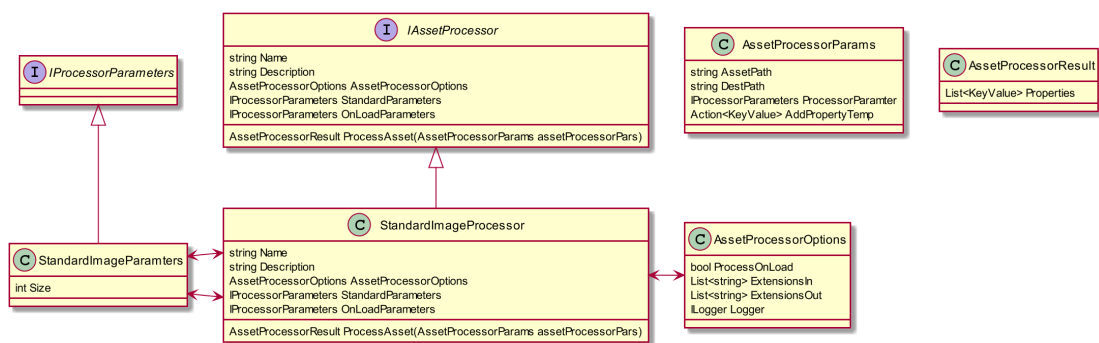 I IProcessorParameters
I IAssetProcessor
string Name
string Description
AssetProcessorOptions AssetProcessorOptions
IProcessorParameters StandardParameters
IProcessorParameters OnLoadParameters
AssetProcessorResult ProcessAsset(AssetProcessorParams assetProcessorPars)
C AssetProcessorParams
string AssetPath
string DestPath
IProcessorParameters ProcessorParamter
Action<KeyValue> AddPropertyTemp
C AssetProcessorResult
List<KeyValue> Properties
C StandardImageParamters
int Size
C StandardImageProcessor
string Name
string Description
AssetProcessorOptions AssetProcessorOptions
IProcessorParameters StandardParameters
IProcessorParameters OnLoadParameters
AssetProcessorResult ProcessAsset(AssetProcessorParams assetProcessorPars)
C AssetProcessorOptions
bool ProcessOnLoad
List<string> ExtensionsIn
List<string> ExtensionsOut
ILogger Logger